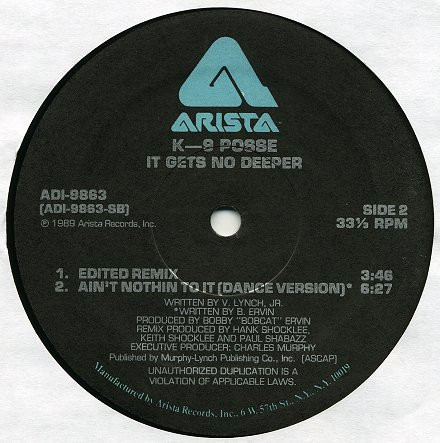 ARISTA™
K—9 POSSE
IT GETS NO DEEPER
ADI-9863
(ADI-9863-SB)
℗ 1989 Arista Records, Inc.
SIDE 2
33⅓ RPM
1. EDITED REMIX 3:46
2. AIN'T NOTHIN TO IT (DANCE VERSION)* 6:27
WRITTEN BY V. LYNCH, JR.
*WRITTEN BY B. ERVIN
PRODUCED BY BOBBY "BOBCAT" ERVIN
REMIX PRODUCED BY HANK SHOCKLEE,
KEITH SHOCKLEE AND PAUL SHABAZZ
EXECUTIVE PRODUCER: CHARLES MURPHY
Published by Murphy-Lynch Publishing Co., Inc. (ASCAP)
UNAUTHORIZED DUPLICATION IS A
VIOLATION OF APPLICABLE LAWS.
Manufactured by Arista Records, Inc., 6 W. 57th St., N.Y., N.Y. 10019